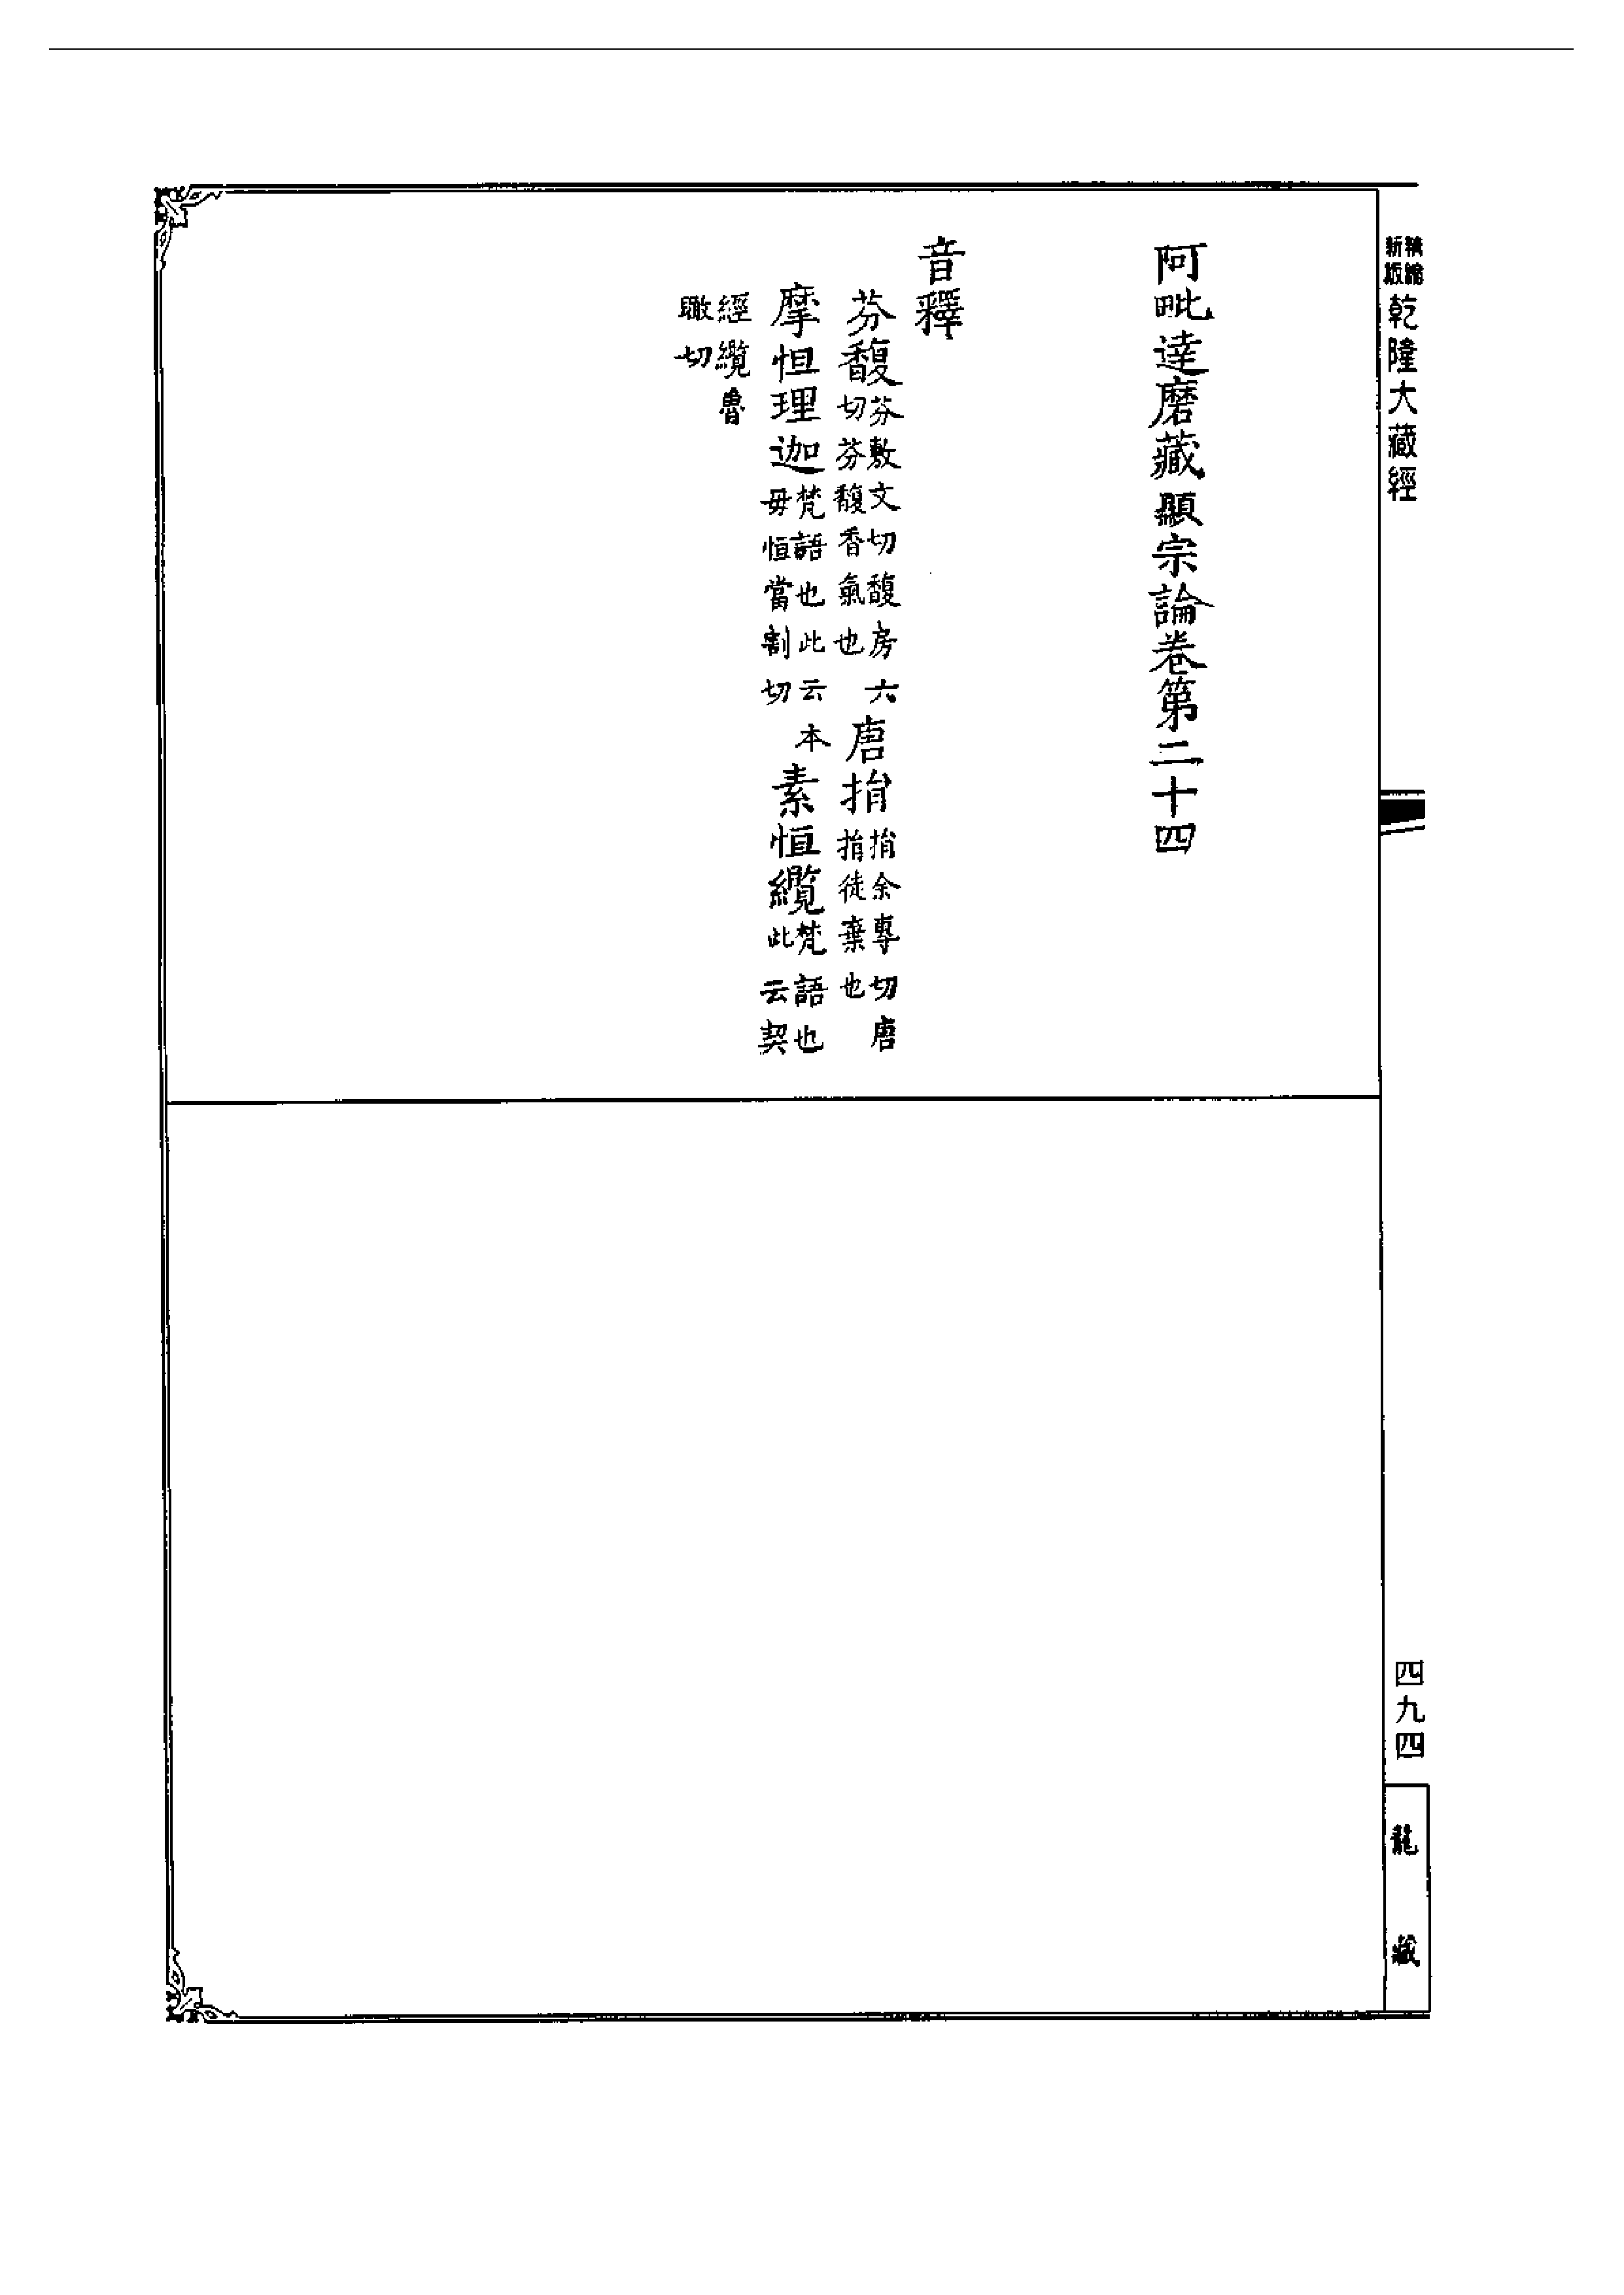 精縮新版乾隆大藏經
四九四
龍藏
阿毗達磨藏顯宗論卷第二十四
音釋
芬馥芬敷文切馥房六切芬馥香氣也唐捐捐余專切唐捐徒棄也
摩怛理迦梵語也此云本母怛當割切素怛纜梵語也此云契
經纜魯瞰切